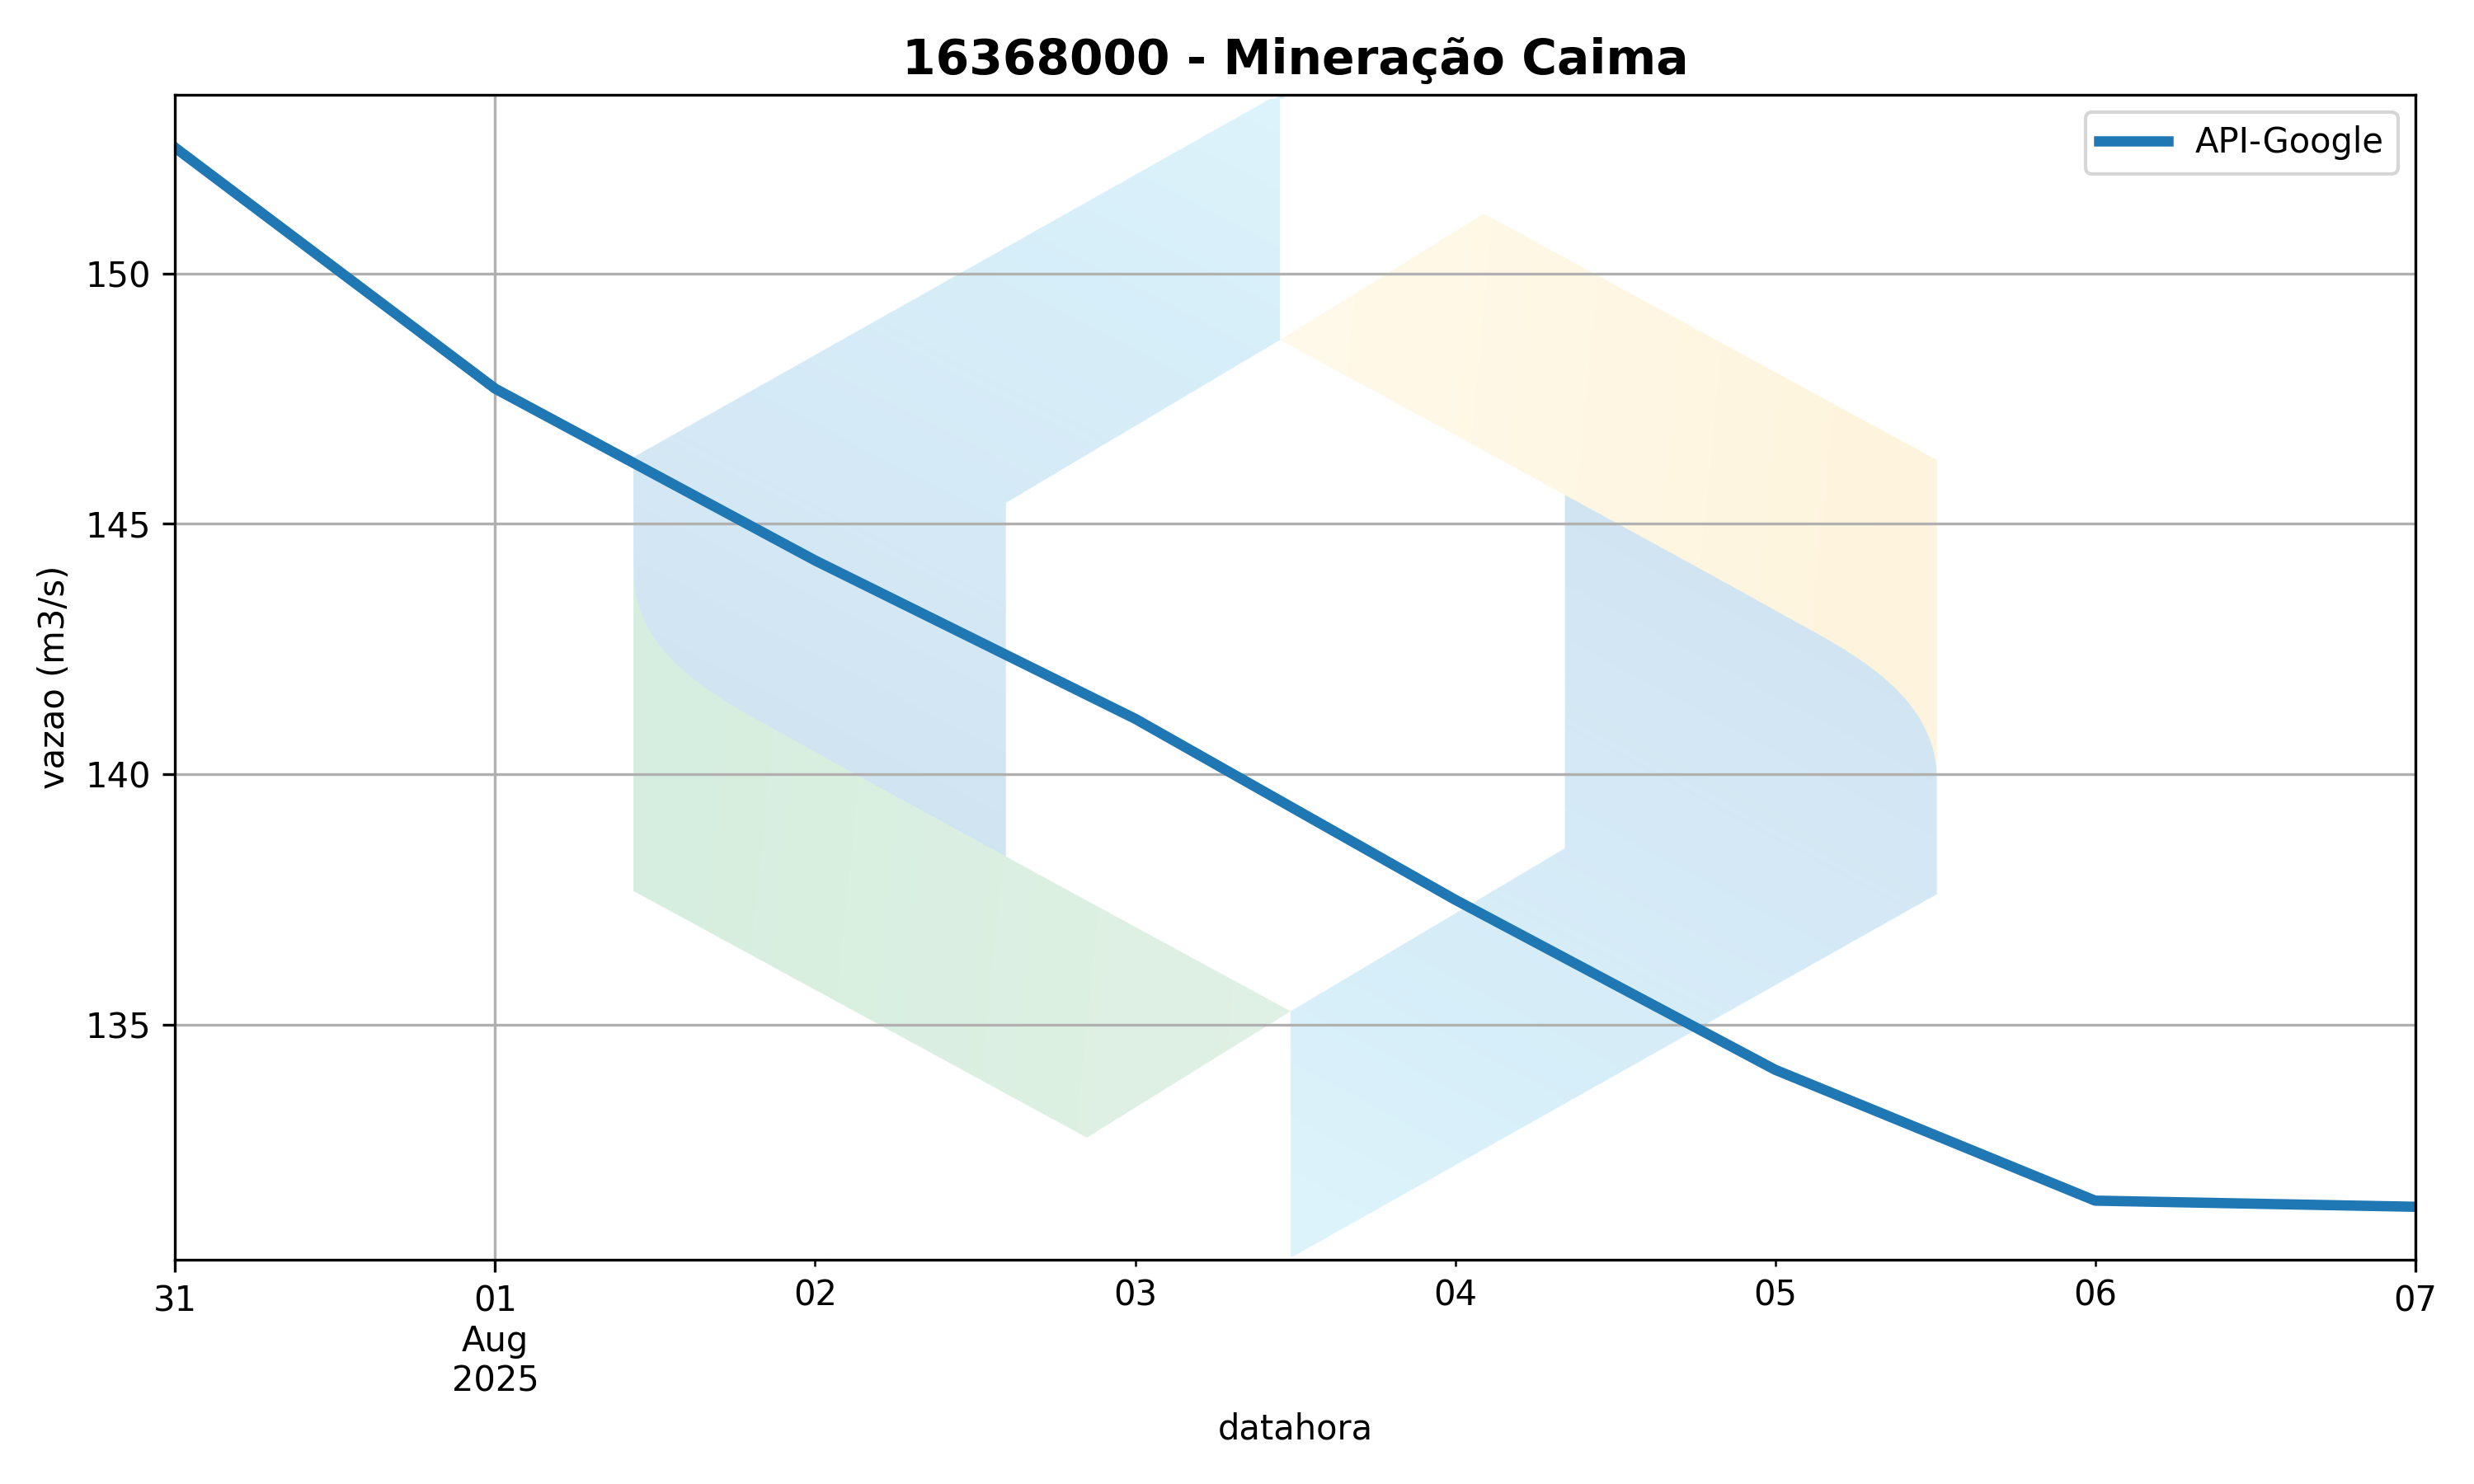 16368000 - Mineração Caima
API-Google
150
145
140
135
vazao (m3/s)
31 01 02 03 04 05 06 07
Aug
2025
datahora